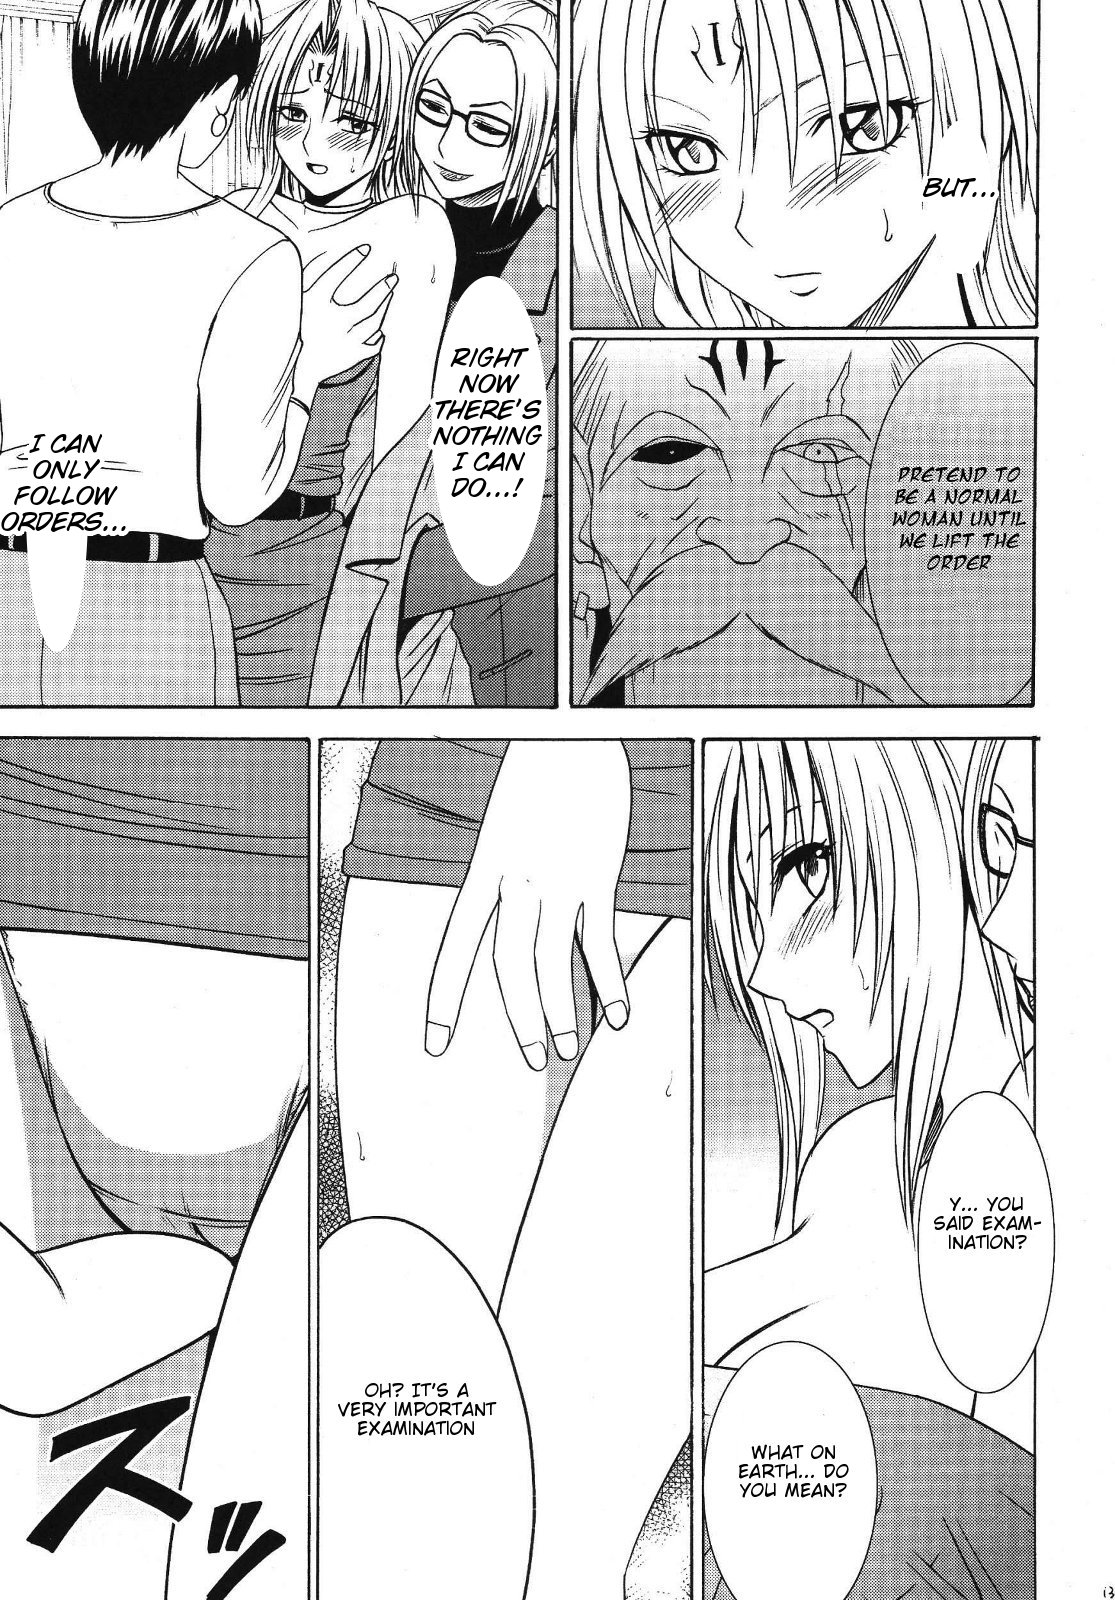 I
BUT...
PRETEND TO
BE A NORMAL
WOMAN UNTIL
WE LIFT THE
ORDER
I
RIGHT
NOW
THERE'S
NOTHING
I CAN
DO...!
I CAN
ONLY
FOLLOW
ORDERS...
Y... YOU
SAID EXAM-
INATION?
WHAT ON
EARTH... DO
YOU MEAN?
OH? IT'S A
VERY IMPORTANT
EXAMINATION
ズッ
13